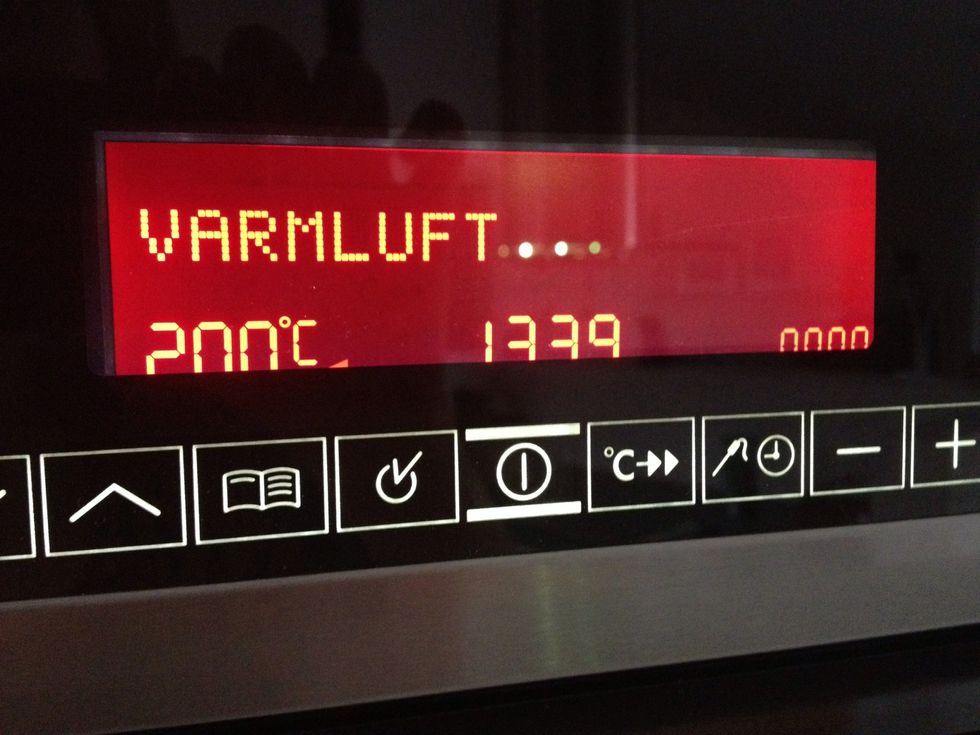 VARMLUFT
200°C 1339 0000
°C
− +